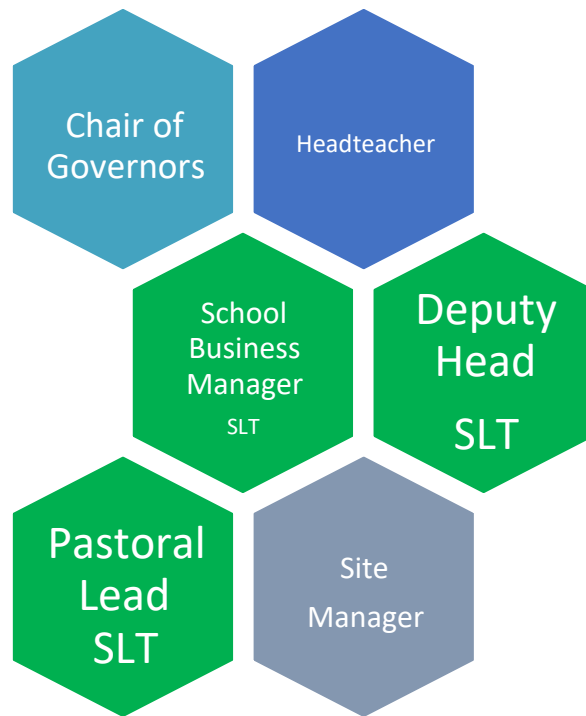 Chair of
Governors
Headteacher
School
Business
Manager
SLT
Deputy
Head
SLT
Pastoral
Lead
SLT
Site
Manager